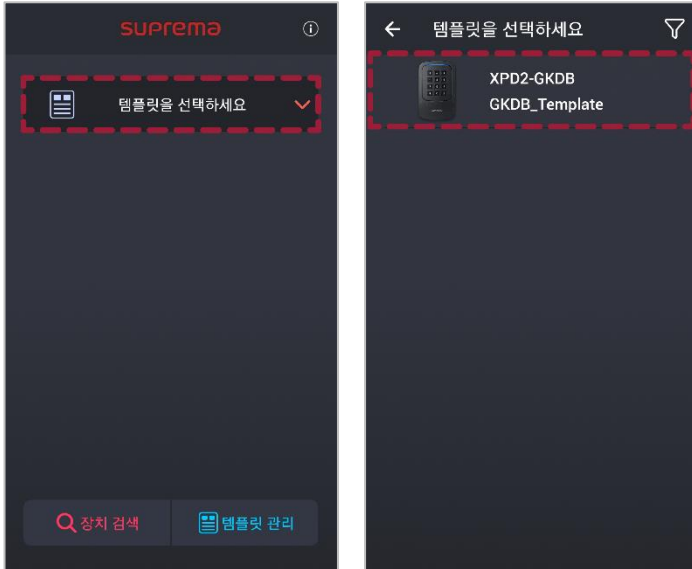 suprema
템플릿을 선택하세요
장치 검색
템플릿 관리
템플릿을 선택하세요
XPD2-GKDB
GKDB_Template